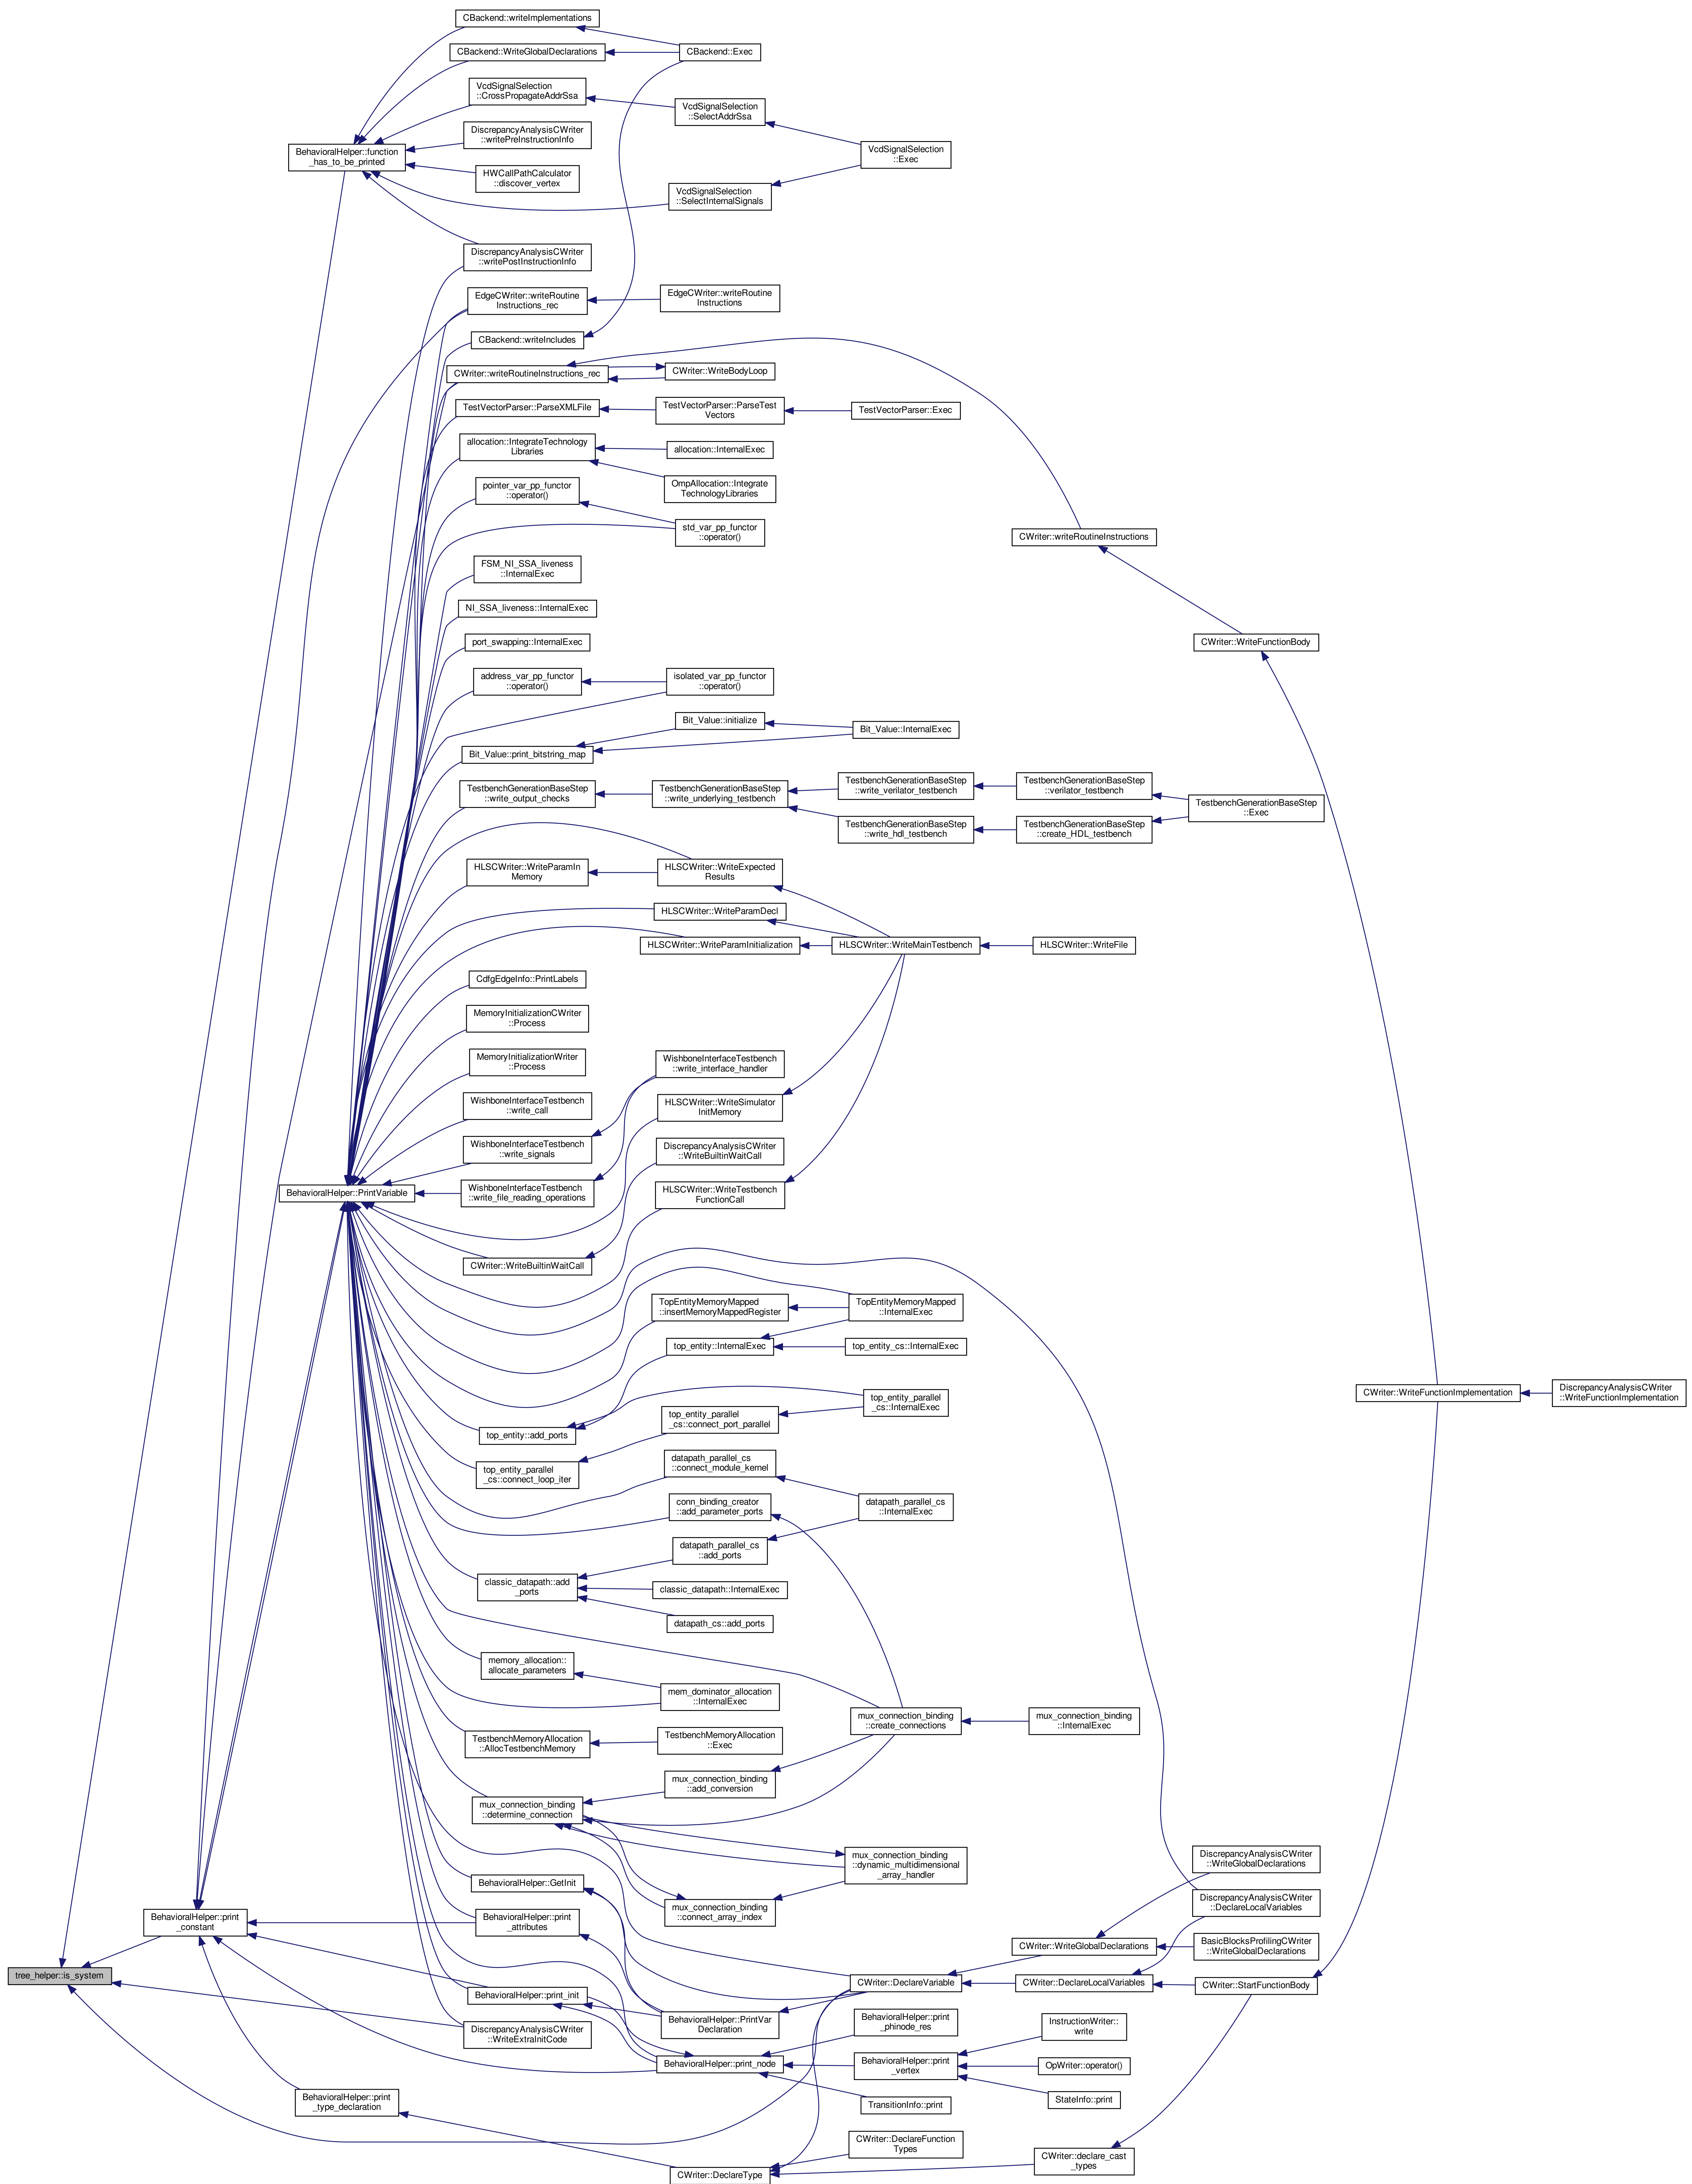 CBackend::writeImplementations
CBackend::WriteGlobalDeclarations
CBackend::Exec
VcdSignalSelection
::CrossPropagateAddrSsa
VcdSignalSelection
::SelectAddrSsa
DiscrepancyAnalysisCWriter
::writePreInstructionInfo
BehavioralHelper::function
_has_to_be_printed
VcdSignalSelection
::Exec
HWCallPathCalculator
::discover_vertex
VcdSignalSelection
::SelectInternalSignals
DiscrepancyAnalysisCWriter
::writePostInstructionInfo
EdgeCWriter::writeRoutine
Instructions_rec
EdgeCWriter::writeRoutine
Instructions
CBackend::writeIncludes
CWriter::writeRoutineInstructions_rec
CWriter::WriteBodyLoop
TestVectorParser::ParseXMLFile
TestVectorParser::ParseTest
Vectors
TestVectorParser::Exec
allocation::IntegrateTechnology
Libraries
allocation::InternalExec
pointer_var_pp_functor
::operator()
OmpAllocation::Integrate
TechnologyLibraries
std_var_pp_functor
::operator()
CWriter::writeRoutineInstructions
FSM_NI_SSA_liveness
::InternalExec
NI_SSA_liveness::InternalExec
port_swapping::InternalExec
CWriter::WriteFunctionBody
address_var_pp_functor
::operator()
isolated_var_pp_functor
::operator()
Bit_Value::initialize
Bit_Value::InternalExec
Bit_Value::print_bitstring_map
TestbenchGenerationBaseStep
::write_output_checks
TestbenchGenerationBaseStep
::write_underlying_testbench
TestbenchGenerationBaseStep
::write_verilator_testbench
TestbenchGenerationBaseStep
::verilator_testbench
TestbenchGenerationBaseStep
::Exec
TestbenchGenerationBaseStep
::write_hdl_testbench
TestbenchGenerationBaseStep
::create_HDL_testbench
HLSCWriter::WriteParamIn
Memory
HLSCWriter::WriteExpected
Results
HLSCWriter::WriteParamDecl
HLSCWriter::WriteParamInitialization
HLSCWriter::WriteMainTestbench
HLSCWriter::WriteFile
CdfgEdgeInfo::PrintLabels
MemoryInitializationCWriter
::Process
MemoryInitializationWriter
::Process
WishboneInterfaceTestbench
::write_interface_handler
WishboneInterfaceTestbench
::write_call
HLSCWriter::WriteSimulator
InitMemory
WishboneInterfaceTestbench
::write_signals
DiscrepancyAnalysisCWriter
::WriteBuiltinWaitCall
BehavioralHelper::PrintVariable
WishboneInterfaceTestbench
::write_file_reading_operations
HLSCWriter::WriteTestbench
FunctionCall
CWriter::WriteBuiltinWaitCall
TopEntityMemoryMapped
::insertMemoryMappedRegister
TopEntityMemoryMapped
::InternalExec
top_entity::InternalExec
top_entity_cs::InternalExec
CWriter::WriteFunctionImplementation
DiscrepancyAnalysisCWriter
::WriteFunctionImplementation
top_entity::add_ports
top_entity_parallel
_cs::connect_port_parallel
top_entity_parallel
_cs::InternalExec
top_entity_parallel
_cs::connect_loop_iter
datapath_parallel_cs
::connect_module_kernel
conn_binding_creator
::add_parameter_ports
datapath_parallel_cs
::InternalExec
datapath_parallel_cs
::add_ports
classic_datapath::add
_ports
classic_datapath::InternalExec
datapath_cs::add_ports
memory_allocation::
allocate_parameters
mem_dominator_allocation
::InternalExec
mux_connection_binding
::create_connections
mux_connection_binding
::InternalExec
TestbenchMemoryAllocation
::AllocTestbenchMemory
TestbenchMemoryAllocation
::Exec
mux_connection_binding
::add_conversion
mux_connection_binding
::determine_connection
mux_connection_binding
::dynamic_multidimensional
_array_handler
DiscrepancyAnalysisCWriter
::WriteGlobalDeclarations
BehavioralHelper::GetInit
mux_connection_binding
::connect_array_index
DiscrepancyAnalysisCWriter
::DeclareLocalVariables
BehavioralHelper::print
_constant
BehavioralHelper::print
_attributes
CWriter::WriteGlobalDeclarations
BasicBlocksProfilingCWriter
::WriteGlobalDeclarations
tree_helper::is_system
BehavioralHelper::print_init
CWriter::DeclareVariable
CWriter::DeclareLocalVariables
CWriter::StartFunctionBody
DiscrepancyAnalysisCWriter
::WriteExtraInitCode
BehavioralHelper::PrintVar
Declaration
BehavioralHelper::print
_phinode_res
InstructionWriter::
write
BehavioralHelper::print_node
BehavioralHelper::print
_vertex
OpWriter::operator()
BehavioralHelper::print
_type_declaration
TransitionInfo::print
StateInfo::print
CWriter::DeclareFunction
Types
CWriter::DeclareType
CWriter::declare_cast
_types